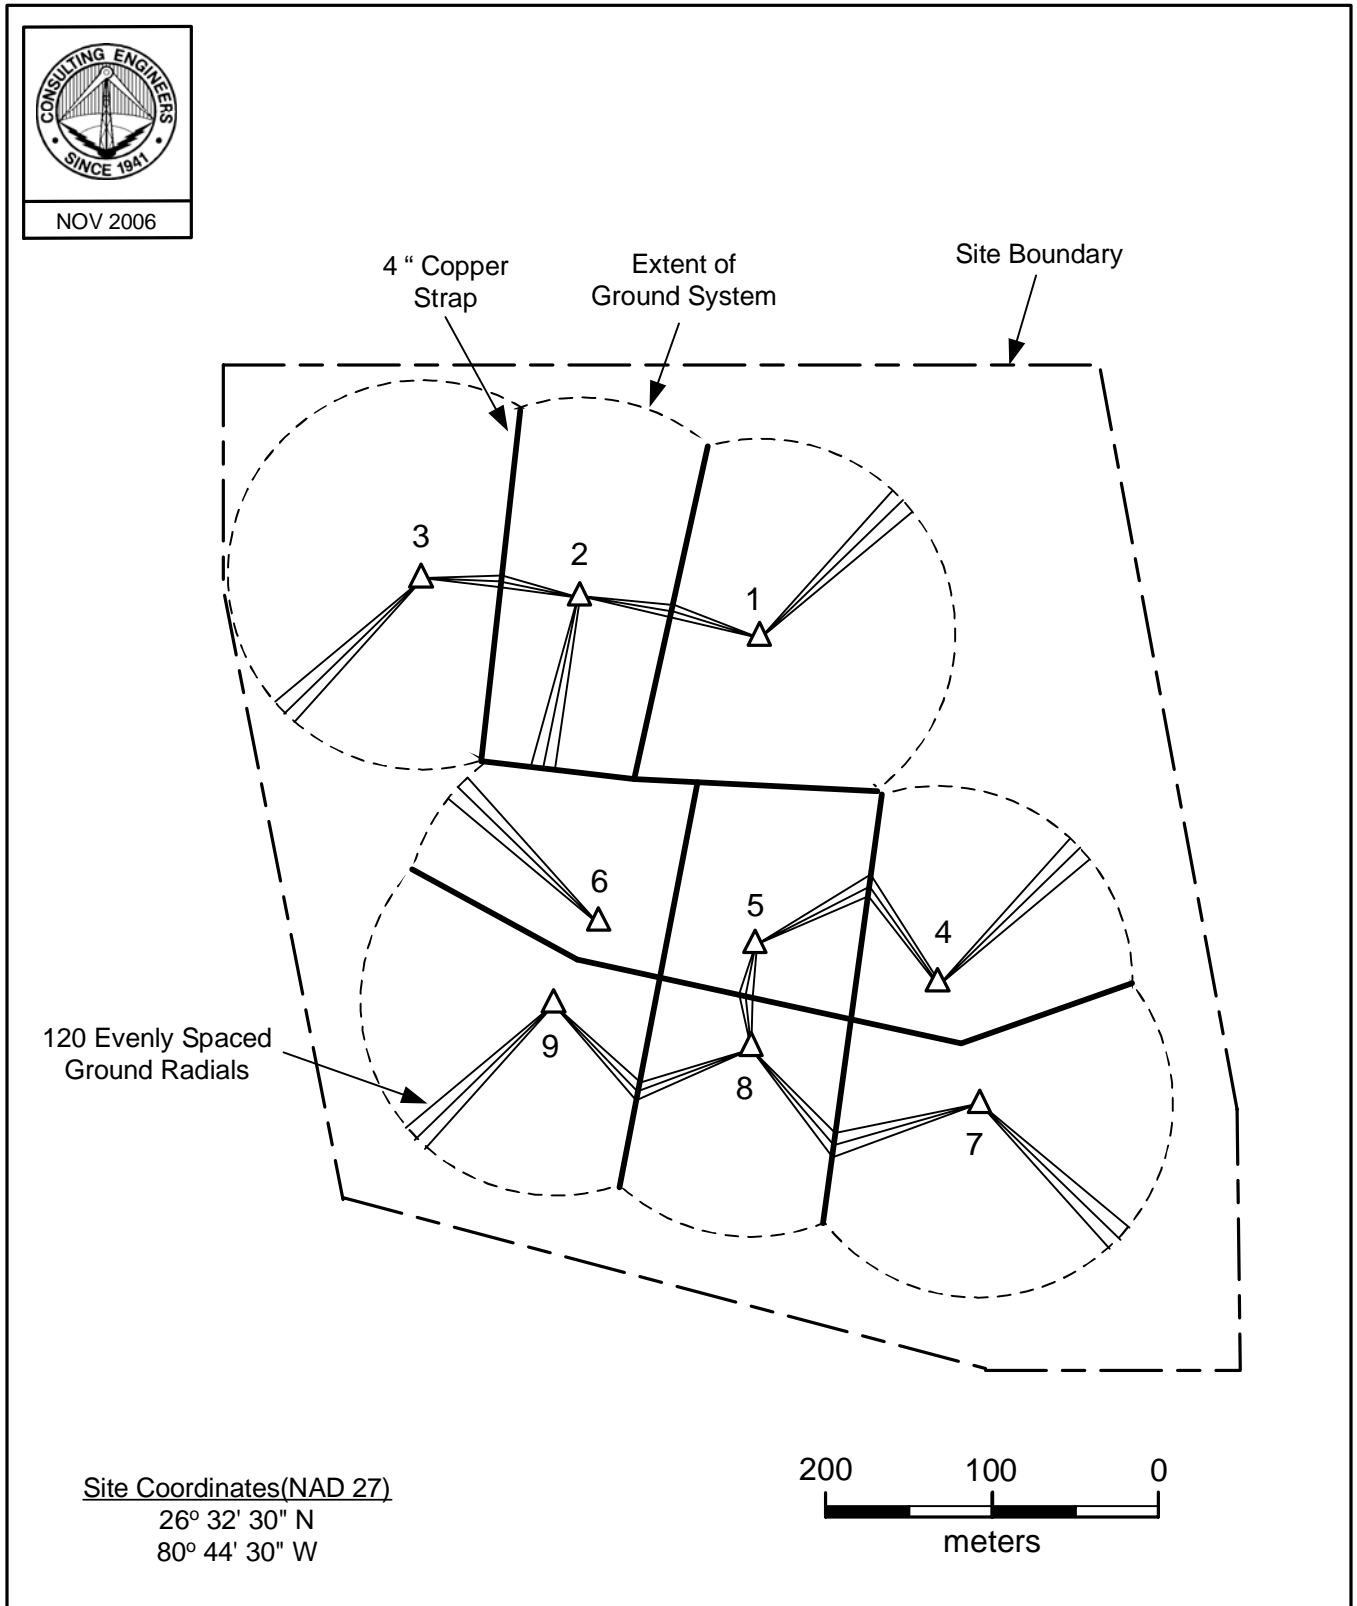 CONSULTING ENGINEERS
SINCE 1941
NOV 2006
4 “ Copper
Strap
Extent of
Ground System
Site Boundary
3
2
1
6
5
4
9
8
7
120 Evenly Spaced
Ground Radials
Site Coordinates(NAD 27)
26º 32' 30" N
80º 44' 30" W
200 100 0
meters